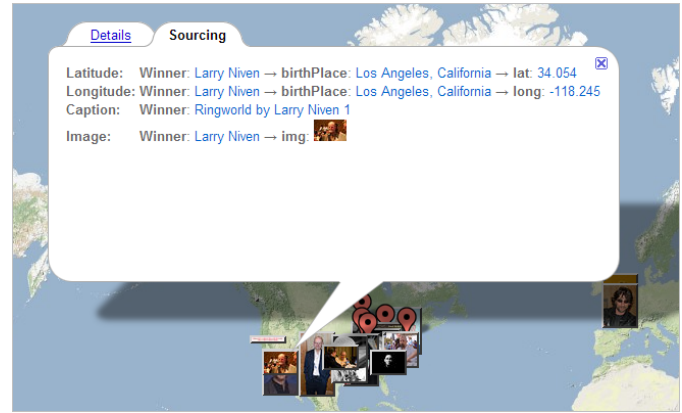 Details Sourcing
Latitude: Winner: Larry Niven → birthPlace: Los Angeles, California → lat: 34.054
Longitude: Winner: Larry Niven → birthPlace: Los Angeles, California → long: -118.245
Caption: Winner: Ringworld by Larry Niven 1
Image: Winner: Larry Niven → img: